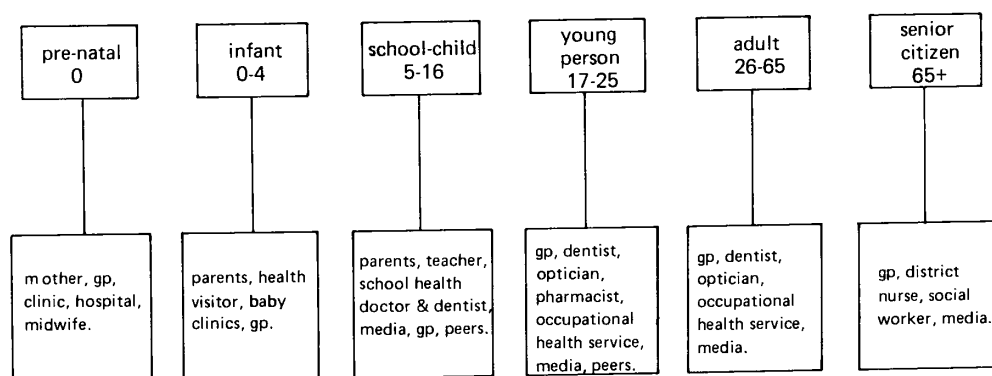 pre-natal
0
infant
0-4
school-child
5-16
young
person
17-25
adult
26-65
senior
citizen
65+
mother, gp,
clinic, hospital,
midwife.
parents, health
visitor, baby
clinics, gp.
parents, teacher,
school health
doctor & dentist,
media, gp, peers.
gp, dentist,
optician,
pharmacist,
occupational
health service,
media, peers.
gp, dentist,
optician,
occupational
health service,
media.
gp, district
nurse, social
worker, media.